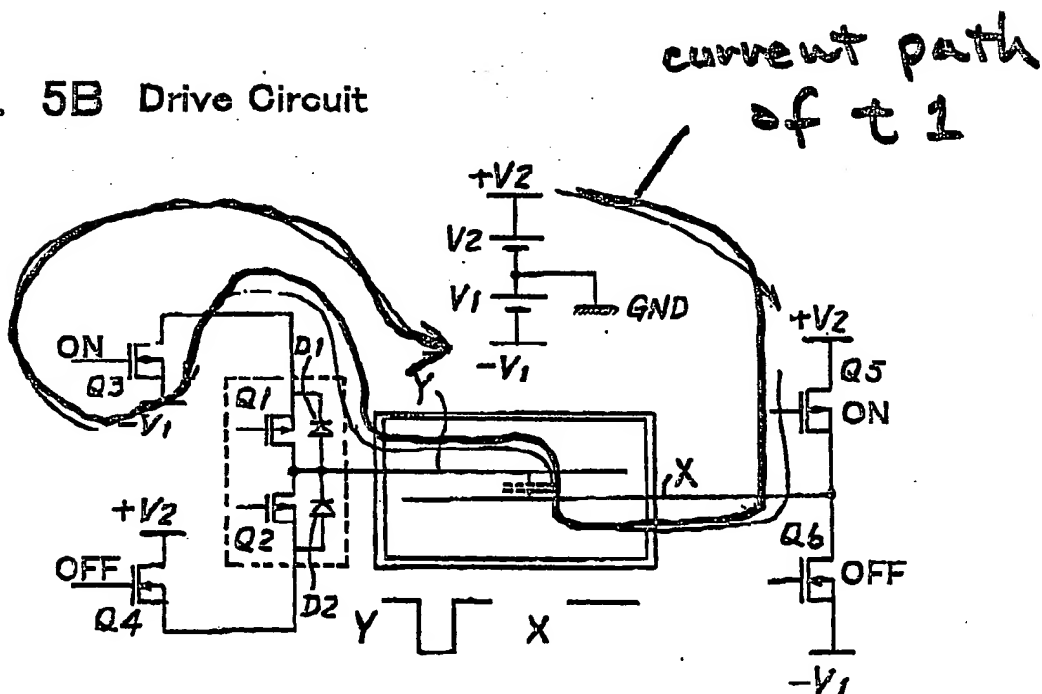 current path
of t 1
. 5B Drive Circuit
+V2
V2
V1
GND
-V1
+V2
Q5
ON
ON
Q3
-V1
D1
Q1
Y
X
+V2
Q2
OFF
Q4
D2
Q6
OFF
Y
X
-V1